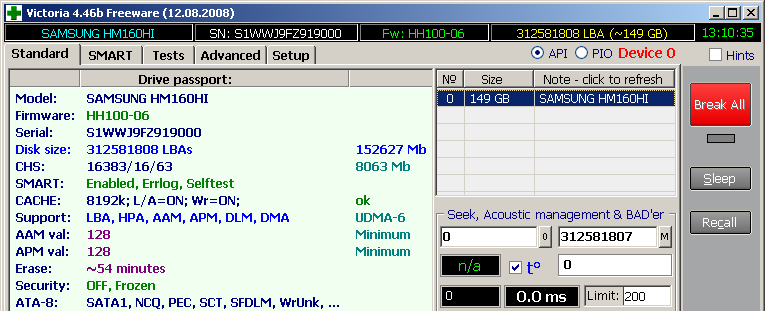 Victoria 4.46b Freeware (12.08.2008)
SAMSUNG HM160HI SN: S1WWJ9FZ919000 Fw: HH100-06 312581808 LBA (~149 GB) 13:10:35
Standard SMART Tests Advanced Setup API PIO Device 0 Hints
Drive passport:
Model: SAMSUNG HM160HI
Firmware: HH100-06
Serial: S1WWJ9FZ919000
Disk size: 312581808 LBAs 152627 Mb
CHS: 16383/16/63 8063 Mb
SMART: Enabled, Errlog, Selftest
CACHE: 8192k; L/A=ON; Wr=ON; ok
Support: LBA, HPA, AAM, APM, DLM, DMA UDMA-6
AAM val: 128 Minimum
APM val: 128 Minimum
Erase: ~54 minutes
Security: OFF, Frozen
ATA-8: SATA1, NCQ, PEC, SCT, SFDLM, WrUnk, ...
№ Size Note - click to refresh
0 149 GB SAMSUNG HM160HI
Seek, Acoustic management & BAD'er
0 0 312581807 M
n/a t° 0
0 0.0 ms Limit: 200
Break All
Sleep
Recall